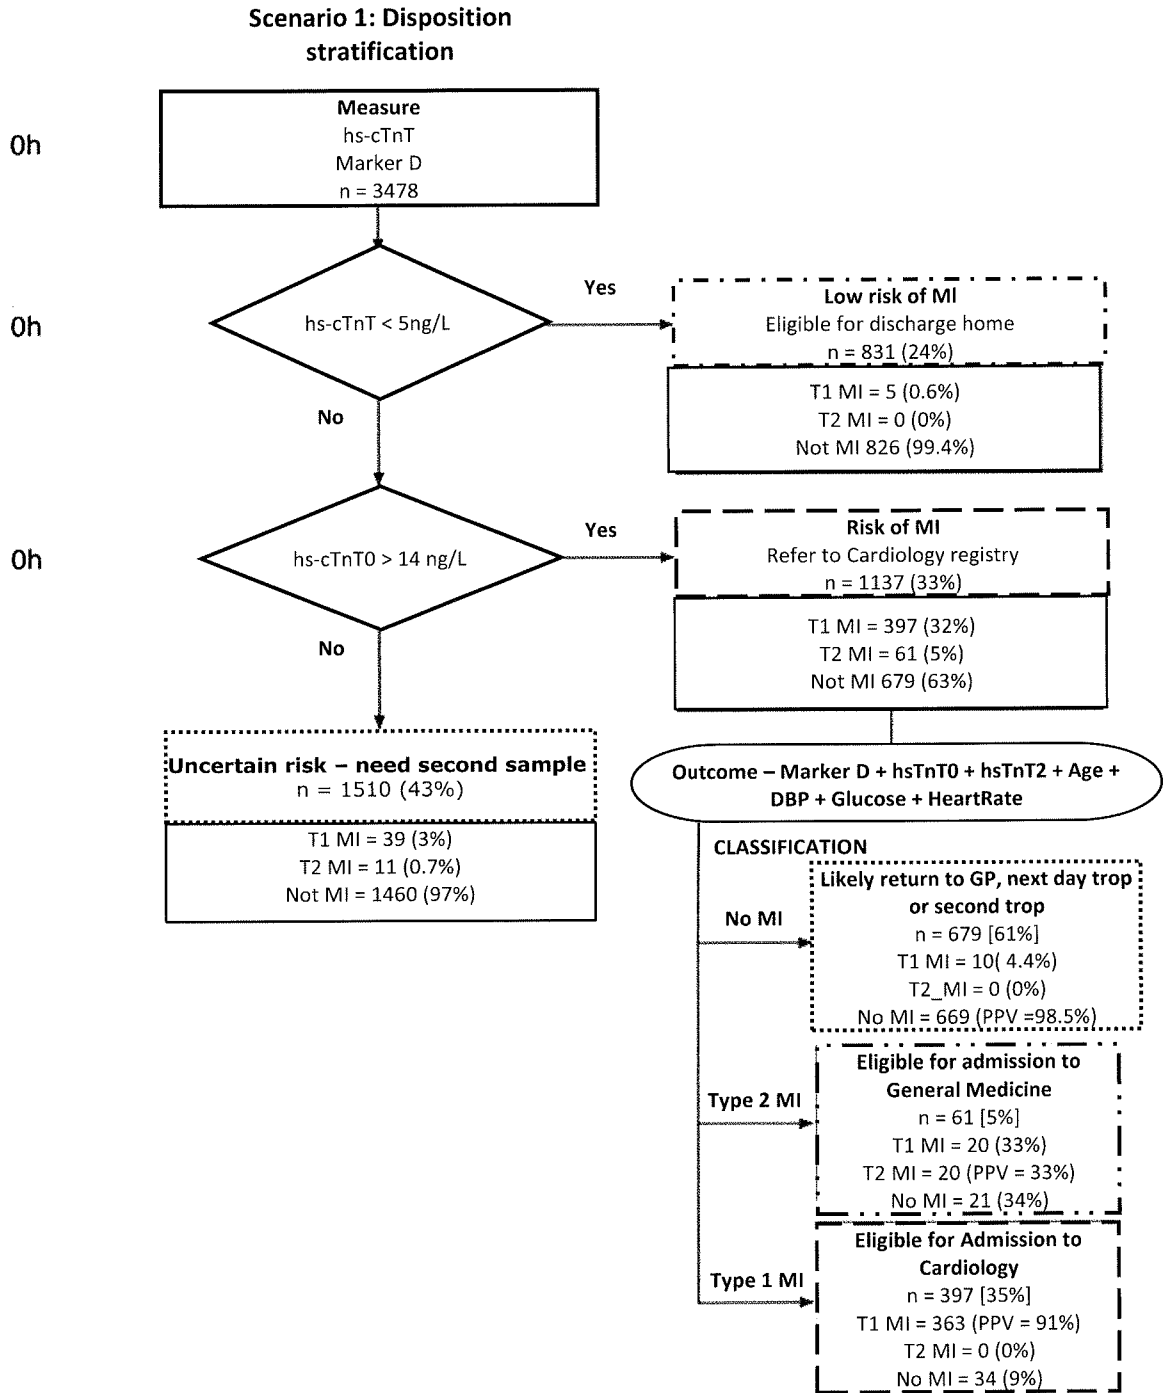 Scenario 1: Disposition
stratification
0h
Measure
hs-cTnT
Marker D
n = 3478
0h
hs-cTnT < 5ng/L
Yes
Low risk of MI
Eligible for discharge home
n = 831 (24%)
T1 MI = 5 (0.6%)
T2 MI = 0 (0%)
Not MI 826 (99.4%)
No
0h
hs-cTnT0 > 14 ng/L
Yes
Risk of MI
Refer to Cardiology registry
n = 1137 (33%)
T1 MI = 397 (32%)
T2 MI = 61 (5%)
Not MI 679 (63%)
No
Uncertain risk – need second sample
n = 1510 (43%)
T1 MI = 39 (3%)
T2 MI = 11 (0.7%)
Not MI = 1460 (97%)
Outcome – Marker D + hsTnT0 + hsTnT2 + Age +
DBP + Glucose + HeartRate
CLASSIFICATION
No MI
Likely return to GP, next day trop
or second trop
n = 679 [61%]
T1 MI = 10( 4.4%)
T2_MI = 0 (0%)
No MI = 669 (PPV =98.5%)
Type 2 MI
Eligible for admission to
General Medicine
n = 61 [5%]
T1 MI = 20 (33%)
T2 MI = 20 (PPV = 33%)
No MI = 21 (34%)
Type 1 MI
Eligible for Admission to
Cardiology
n = 397 [35%]
T1 MI = 363 (PPV = 91%)
T2 MI = 0 (0%)
No MI = 34 (9%)